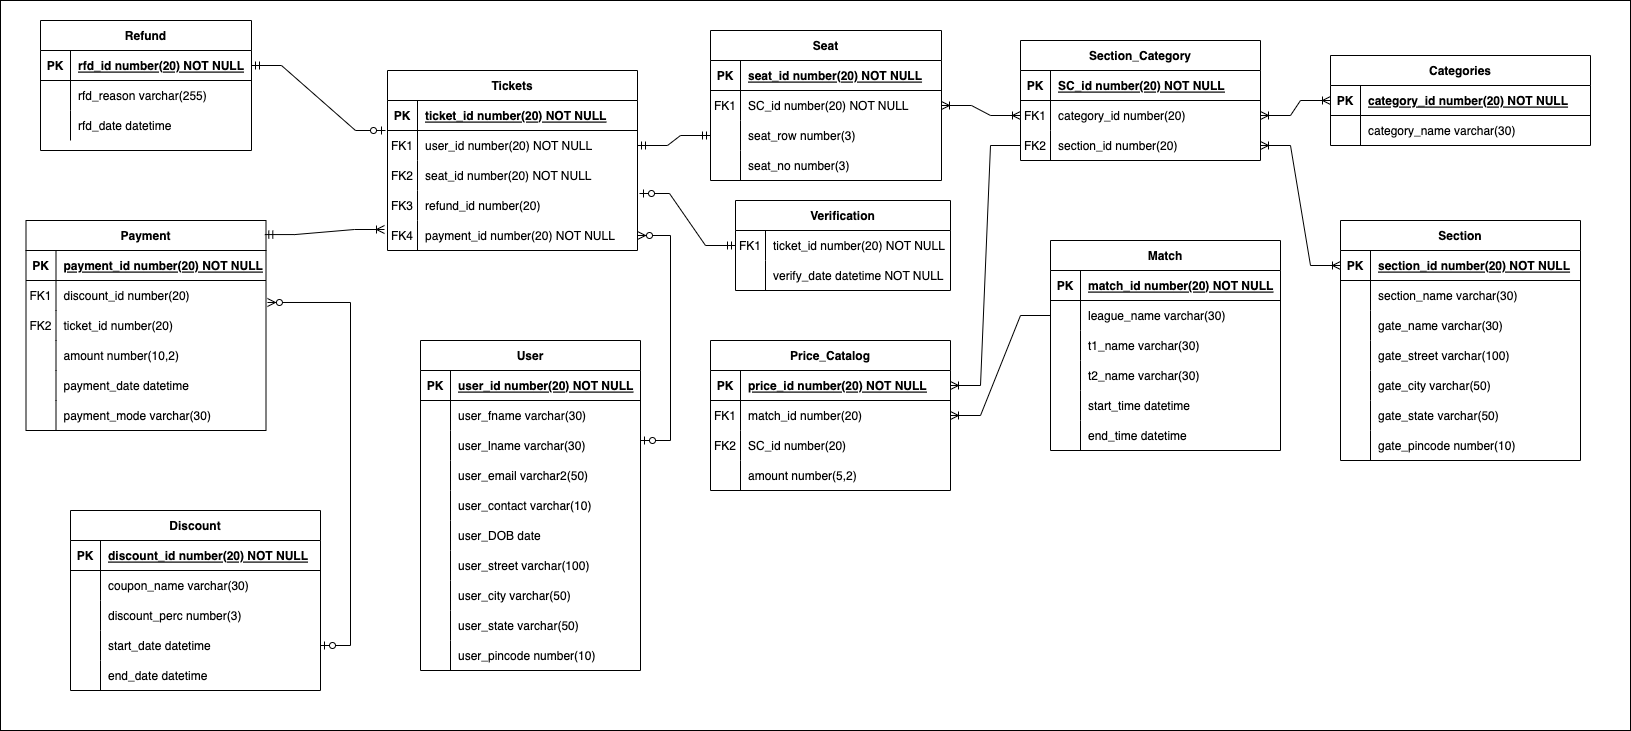 Refund
PK rfd_id number(20) NOT NULL
rfd_reason varchar(255)
rfd_date datetime
Tickets
PK ticket_id number(20) NOT NULL
FK1 user_id number(20) NOT NULL
FK2 seat_id number(20) NOT NULL
FK3 refund_id number(20)
FK4 payment_id number(20) NOT NULL
Seat
PK seat_id number(20) NOT NULL
FK1 SC_id number(20) NOT NULL
seat_row number(3)
seat_no number(3)
Section_Category
PK SC_id number(20) NOT NULL
FK1 category_id number(20)
FK2 section_id number(20)
Categories
PK category_id number(20) NOT NULL
category_name varchar(30)
Payment
PK payment_id number(20) NOT NULL
FK1 discount_id number(20)
FK2 ticket_id number(20)
amount number(10,2)
payment_date datetime
payment_mode varchar(30)
Verification
FK1 ticket_id number(20) NOT NULL
verify_date datetime NOT NULL
Match
PK match_id number(20) NOT NULL
league_name varchar(30)
t1_name varchar(30)
t2_name varchar(30)
start_time datetime
end_time datetime
Section
PK section_id number(20) NOT NULL
section_name varchar(30)
gate_name varchar(30)
gate_street varchar(100)
gate_city varchar(50)
gate_state varchar(50)
gate_pincode number(10)
User
PK user_id number(20) NOT NULL
user_fname varchar(30)
user_lname varchar(30)
user_email varchar2(50)
user_contact varchar(10)
user_DOB date
user_street varchar(100)
user_city varchar(50)
user_state varchar(50)
user_pincode number(10)
Price_Catalog
PK price_id number(20) NOT NULL
FK1 match_id number(20)
FK2 SC_id number(20)
amount number(5,2)
Discount
PK discount_id number(20) NOT NULL
coupon_name varchar(30)
discount_perc number(3)
start_date datetime
end_date datetime